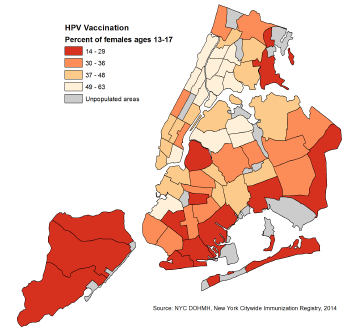 HPV Vaccination
Percent of females ages 13-17
14 - 29
30 - 36
37 - 48
49 - 63
Unpopulated areas
Source: NYC DOHMH, New York Citywide Immunization Registry, 2014